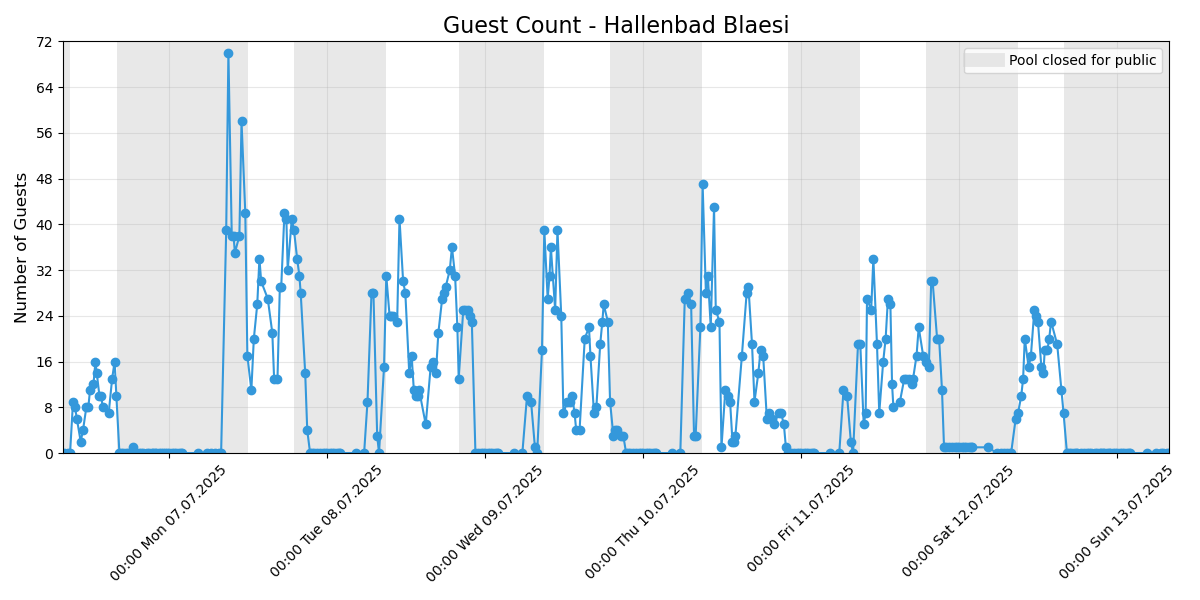 Guest Count - Hallenbad Blaesi
Pool closed for public
Number of Guests
72
64
56
48
40
32
24
16
8
0
00:00 Mon 07.07.2025
00:00 Tue 08.07.2025
00:00 Wed 09.07.2025
00:00 Thu 10.07.2025
00:00 Fri 11.07.2025
00:00 Sat 12.07.2025
00:00 Sun 13.07.2025